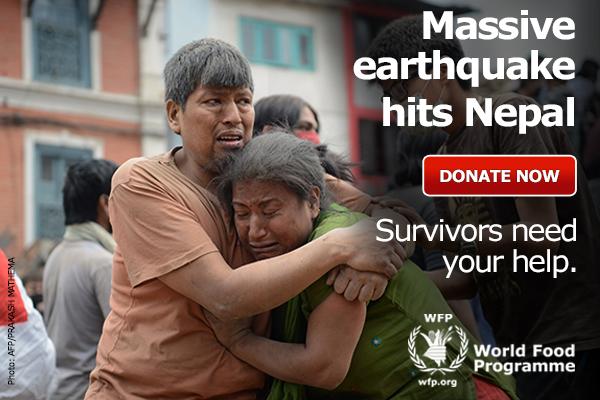 Massive
earthquake
hits Nepal
DONATE NOW
Survivors need
your help.
WFP
wfp.org
World Food
Programme
Photo: AFP/PRAKASH MATHEMA